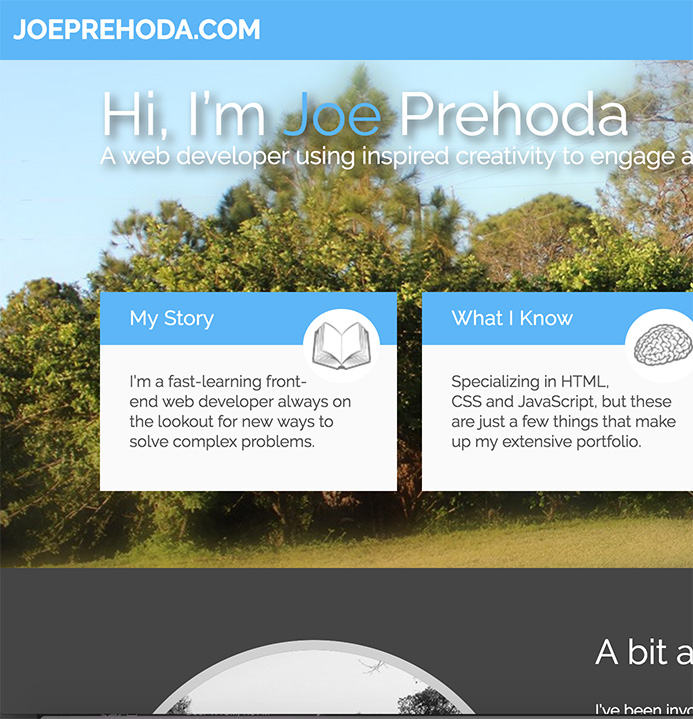 JOEPREHODA.COM
Hi, I'm Joe Prehoda
A web developer using inspired creativity to engage a
My Story
I'm a fast-learning front-
end web developer always on
the lookout for new ways to
solve complex problems.
What I Know
Specializing in HTML,
CSS and JavaScript, but these
are just a few things that make
up my extensive portfolio.
A bit a
I've been invo